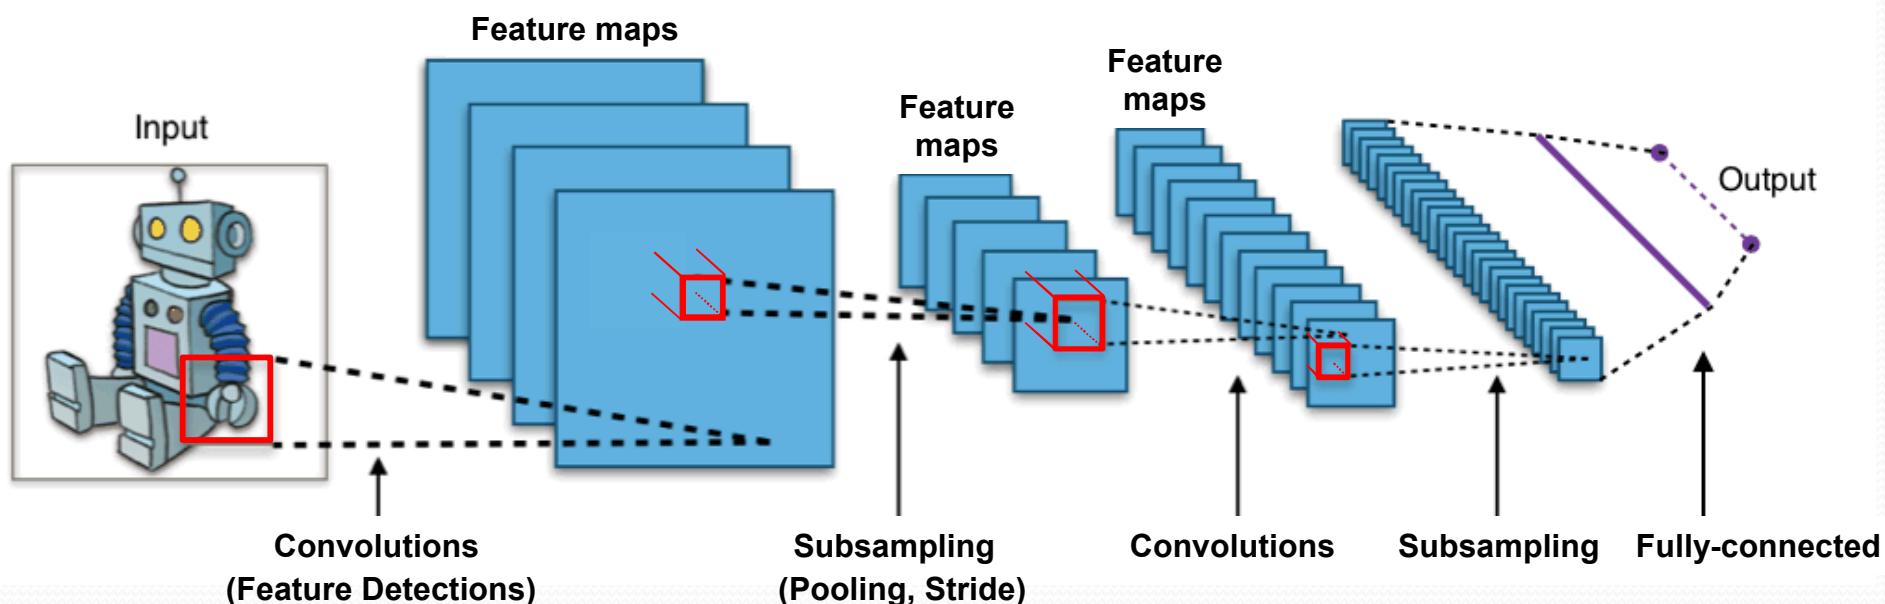 Feature maps
Feature
maps
Feature
maps
Input
Output
Convolutions
(Feature Detections)
Subsampling
(Pooling, Stride)
Convolutions
Subsampling
Fully-connected